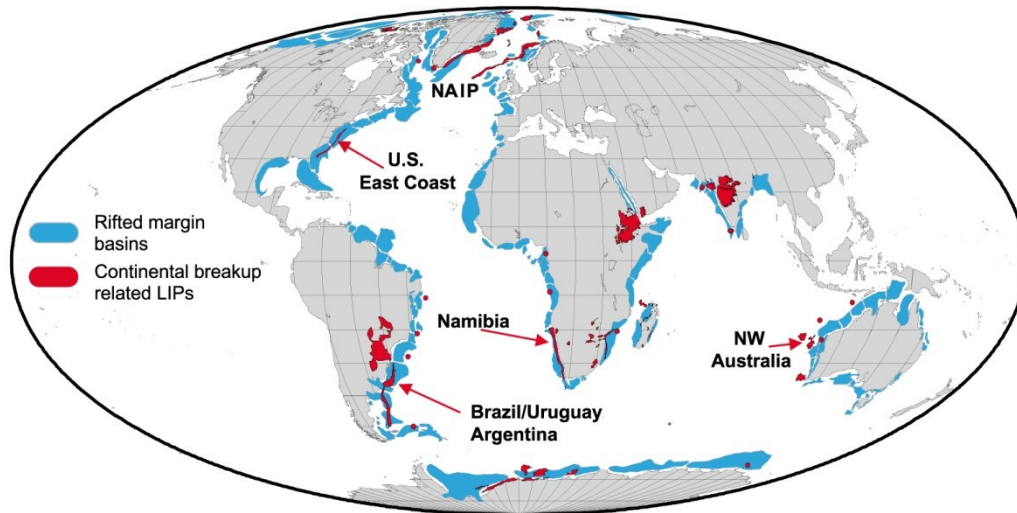 NAIP
U.S.
East Coast
Rifted margin
basins
Continental breakup
related LIPs
Namibia
NW
Australia
Brazil/Uruguay
Argentina